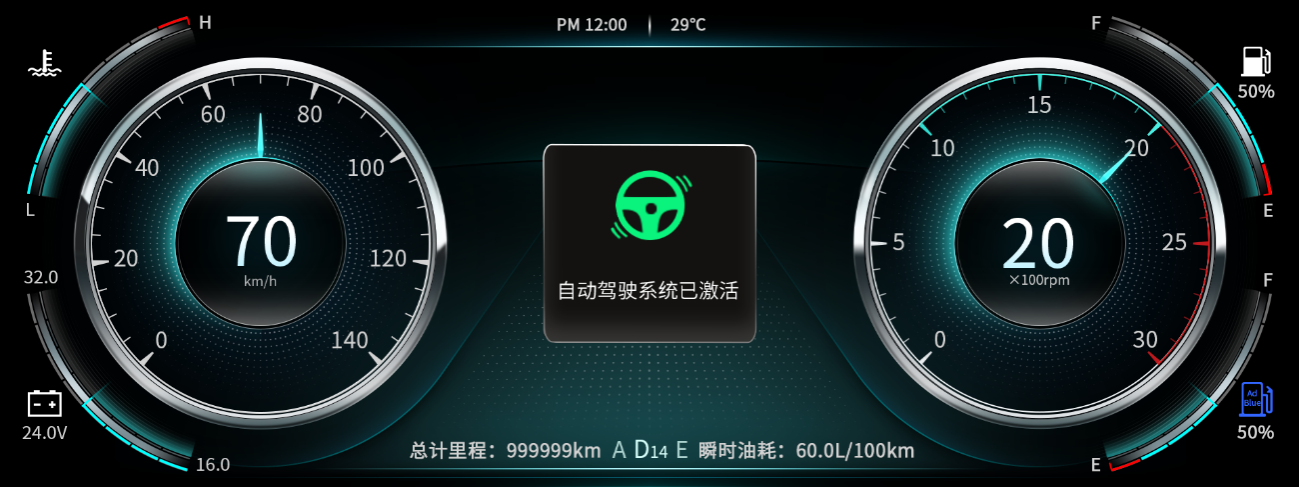 PM 12:00 29℃
H
F
50%
60 80
40 100
20 120
0 140
70
km/h
L
32.0
24.0V
16.0
自动驾驶系统已激活
15
10 20
5 25
0 30
20
×100rpm
E
F
Ad
Blue
50%
E
总计里程：999999km A D14 E 瞬时油耗：60.0L/100km